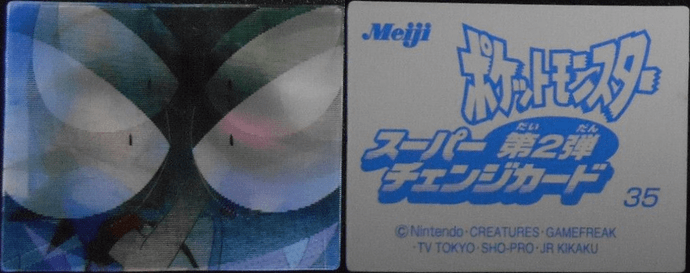 Meiji
ポケットモンスター
だい だん
スーパー 第2弾
チェンジカード
35
©Nintendo・CREATURES・GAMEFREAK
・TV TOKYO・SHO-PRO・JR KIKAKU